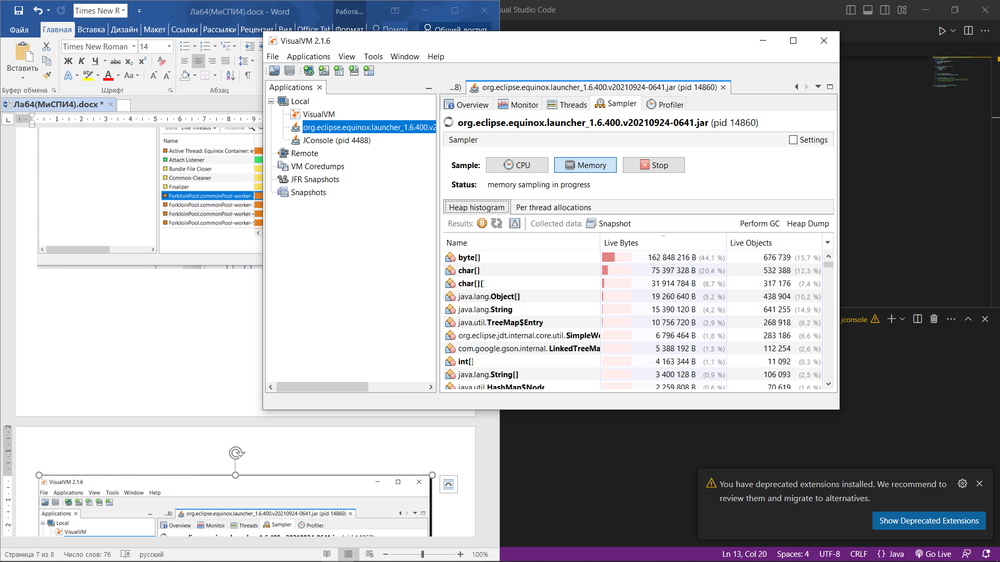 Times New R
Лаб4(МиСПИ4).docx - Word
Работа...
Файл Главная Вставка Дизайн Макет Ссылки Рассылки Рецензир Вид Office Tab Формат Помощ Общий доступ
Times New Roman 14
Вставить
Ж К Ч abc x₂ x²
Aa
Буфер обмена Шрифт Абзац
Лаб4(МиСПИ4).docx *
1 2 3 4 5 6 7 8 9
Show: Live Threads Timeline:
Name
Active Thread: Equinox Container: e
Attach Listener
Bundle File Closer
Common-Cleaner
Finalizer
ForkJoinPool.commonPool-worker-
ForkJoinPool.commonPool-worker-
ForkJoinPool.commonPool-worker-
ForkJoinPool.commonPool-worker-
VisualVM 2.1.6
File Applications View Tools Window Help
Applications
Local
VisualVM
org.eclipse.equinox.launcher_1.6.400.v2
JConsole (pid 4488)
Remote
VM Coredumps
JFR Snapshots
Snapshots
...8) org.eclipse.equinox.launcher_1.6.400.v20210924-0641.jar (pid 14860)
Overview Monitor Threads Sampler Profiler
org.eclipse.equinox.launcher_1.6.400.v20210924-0641.jar (pid 14860)
Sampler Settings
Sample: CPU Memory Stop
Status: memory sampling in progress
Heap histogram Per thread allocations
Results: Collected data: Snapshot Perform GC Heap Dump
Name Live Bytes Live Objects
byte[] 162 848 216 B (44,1 %) 676 739 (15,7 %)
char[] 75 397 328 B (20,4 %) 532 388 (12,3 %)
char[][] 31 914 784 B (8,7 %) 317 176 (7,4 %)
java.lang.Object[] 19 260 640 B (5,2 %) 438 904 (10,2 %)
java.lang.String 15 390 120 B (4,2 %) 641 255 (14,9 %)
java.util.TreeMap$Entry 10 756 720 B (2,9 %) 268 918 (6,2 %)
org.eclipse.jdt.internal.core.util.SimpleWo 6 796 464 B (1,8 %) 283 186 (6,6 %)
com.google.gson.internal.LinkedTreeMa 5 388 192 B (1,5 %) 112 254 (2,6 %)
int[] 4 163 344 B (1,1 %) 11 092 (0,3 %)
java.lang.String[] 3 400 128 B (0,9 %) 106 093 (2,5 %)
java.util.HashMap$Node 2 259 808 B (0,6 %) 70 619 (1,6 %)
VisualVM 2.1.6
File Applications View Tools Window Help
Applications
Local
VisualVM
...8) org.eclipse.equinox.launcher_1.6.400.v20210924-0641.jar (pid 14860)
Overview Monitor Threads Sampler Profiler
Страница 7 из 8 Число слов: 76 русский 100%
sual Studio Code
jconsole
You have deprecated extensions installed. We recommend to
review them and migrate to alternatives.
Show Deprecated Extensions
Ln 13, Col 20 Spaces: 4 UTF-8 CRLF {} Java Go Live